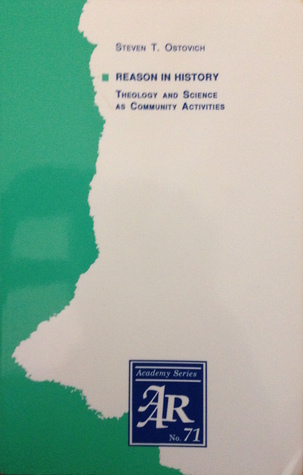 STEVEN T. OSTOVICH
REASON IN HISTORY
THEOLOGY AND SCIENCE
AS COMMUNITY ACTIVITIES
Academy Series
AAR
No. 71